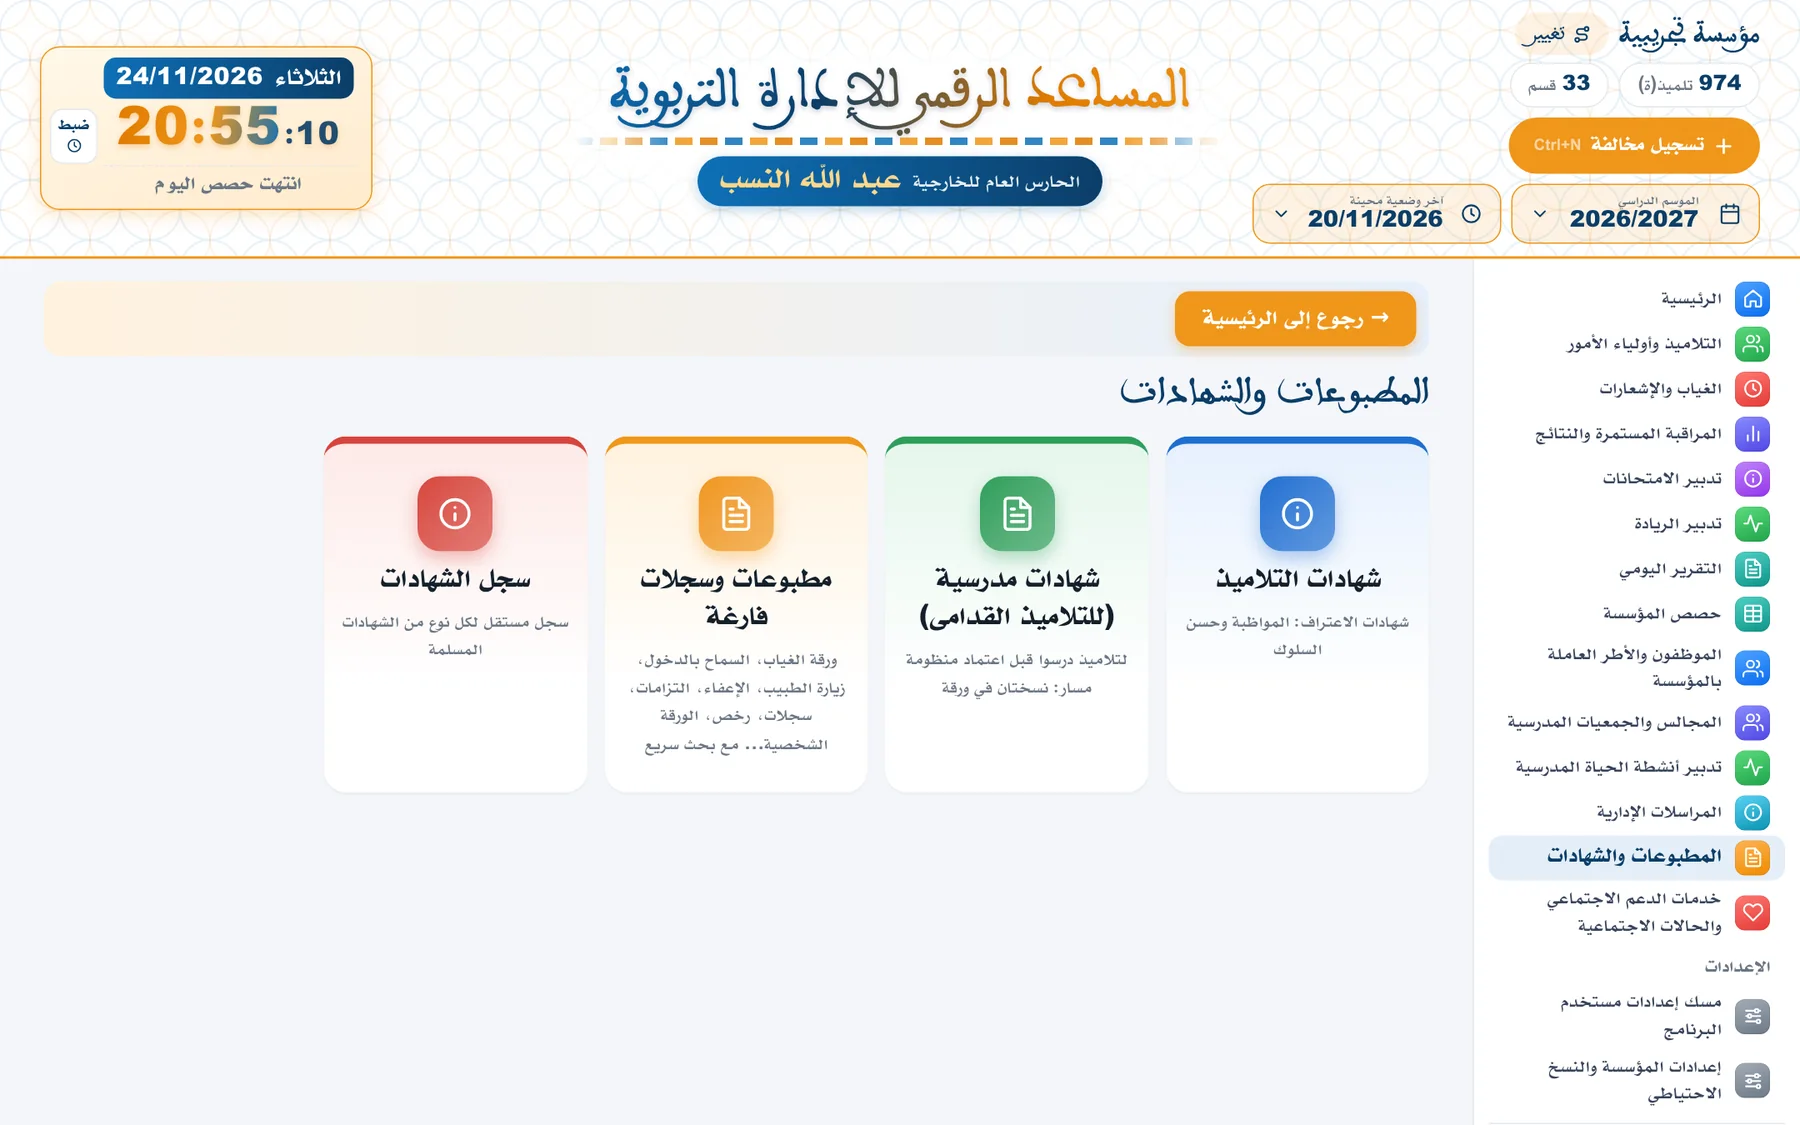 مؤسسة تجريبية
تغيير
974 تلميذ(ة)
33 قسم
+ تسجيل مخالفة Ctrl+N
الموسم الدراسي
2026/2027
آخر وضعية محينة
20/11/2026
المساعد الرقمي للإدارة التربوية
الحارس العام للخارجية عبد الله النسب
الثلاثاء 24/11/2026
20:55:10
ضبط
انتهت حصص اليوم
الرئيسية
التلاميذ وأولياء الأمور
الغياب والإشعارات
المراقبة المستمرة والنتائج
تدبير الامتحانات
تدبير الريادة
التقرير اليومي
حصص المؤسسة
الموظفون والأطر العاملة
بالمؤسسة
المجالس والجمعيات المدرسية
تدبير أنشطة الحياة المدرسية
المراسلات الإدارية
المطبوعات والشهادات
خدمات الدعم الاجتماعي
والحالات الاجتماعية
الإعدادات
مسك إعدادات مستخدم
البرنامج
إعدادات المؤسسة والنسخ
الاحتياطي
→ رجوع إلى الرئيسية
المطبوعات والشهادات
شهادات التلاميذ
شهادات الاعتراف: المواظبة وحسن
السلوك
شهادات مدرسية
(للتلاميذ القدامى)
لتلاميذ درسوا قبل اعتماد منظومة
مسار: نسختان في ورقة
مطبوعات وسجلات
فارغة
ورقة الغياب، السماح بالدخول،
زيارة الطبيب، الإعفاء، التزامات،
سجلات، رخص، الورقة
الشخصية... مع بحث سريع
سجل الشهادات
سجل مستقل لكل نوع من الشهادات
المسلمة